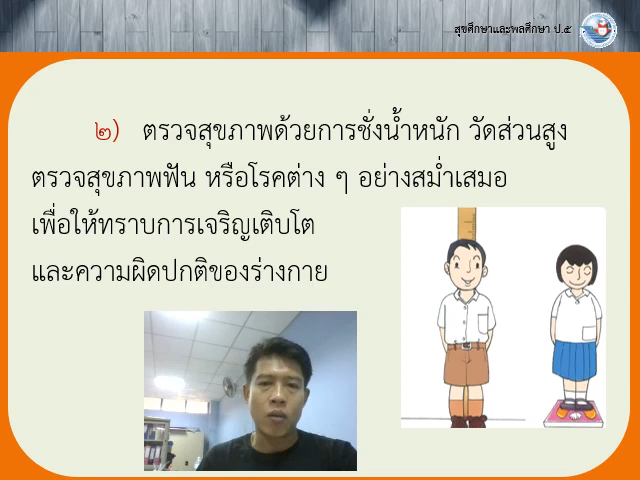 สุขศึกษาและพลศึกษา ป.๕
๒) ตรวจสุขภาพด้วยการชั่งน้ำหนัก วัดส่วนสูง
ตรวจสุขภาพฟัน หรือโรคต่าง ๆ อย่างสม่ำเสมอ
เพื่อให้ทราบการเจริญเติบโต
และความผิดปกติของร่างกาย